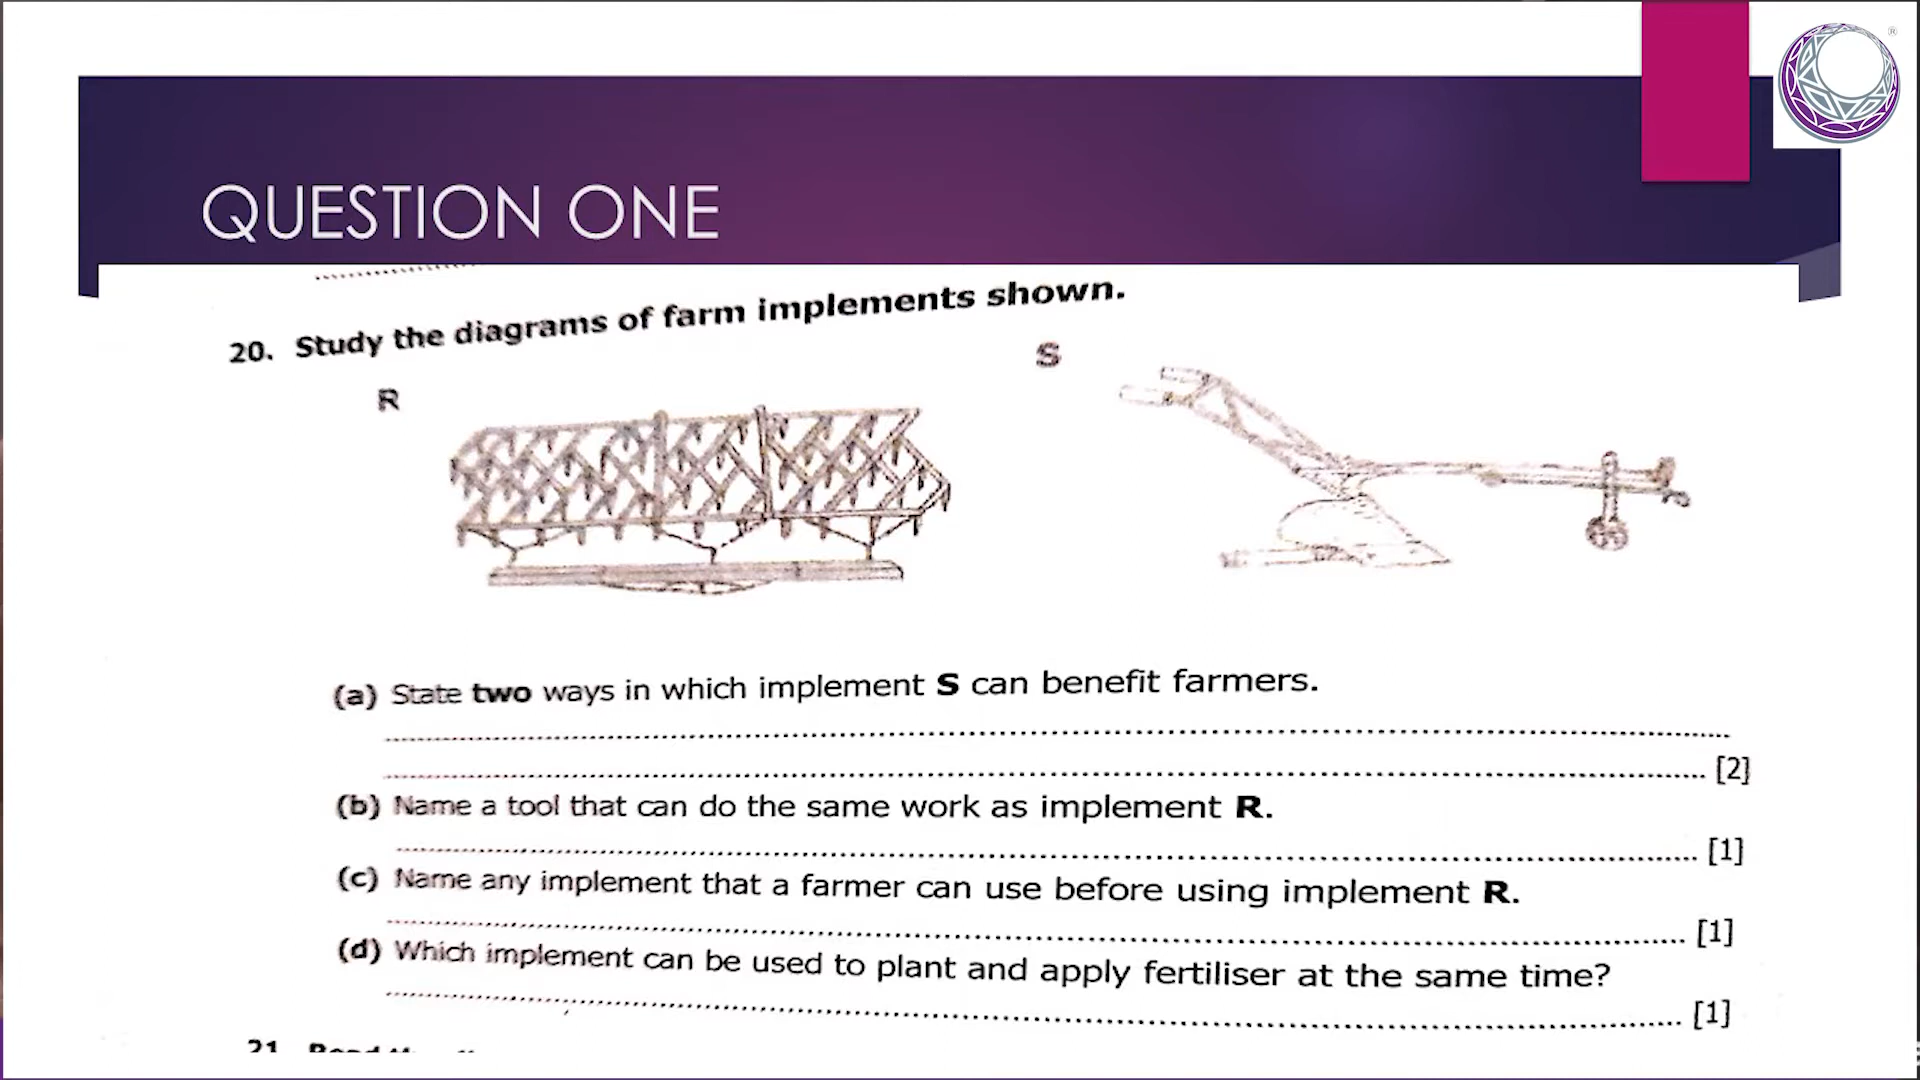 QUESTION ONE
20. Study the diagrams of farm implements shown.
R
S
(a) State two ways in which implement S can benefit farmers.
[2]
(b) Name a tool that can do the same work as implement R.
[1]
(c) Name any implement that a farmer can use before using implement R.
[1]
(d) Which implement can be used to plant and apply fertiliser at the same time?
[1]
21